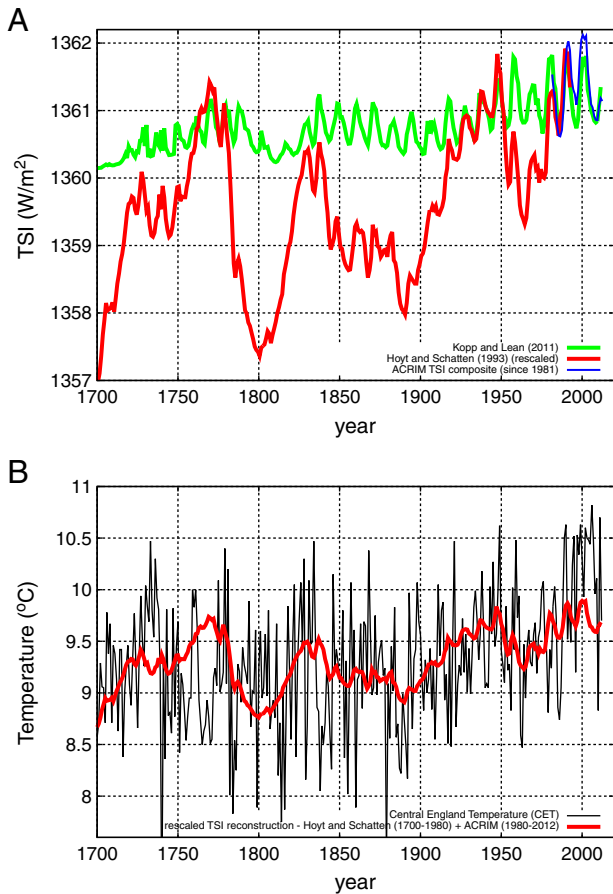 A
1362
1361
1360
1359
1358
1357
TSI (W/m²)
Kopp and Lean (2011)
Hoyt and Schatten (1993) (rescaled)
ACRIM TSI composite (since 1981)
1700 1750 1800 1850 1900 1950 2000
year
B
11
10.5
10
9.5
9
8.5
8
Temperature (ºC)
Central England Temperature (CET)
rescaled TSI reconstruction - Hoyt and Schatten (1700-1980) + ACRIM (1980-2012)
1700 1750 1800 1850 1900 1950 2000
year